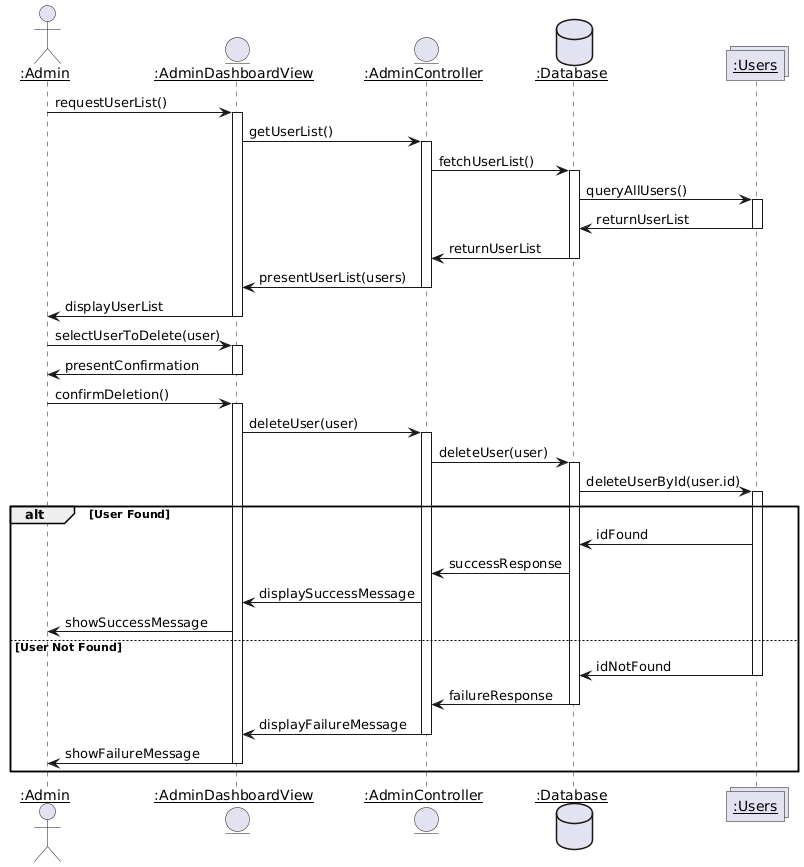 :Admin
:AdminDashboardView
:AdminController
:Database
:Users
requestUserList()
getUserList()
fetchUserList()
queryAllUsers()
returnUserList
returnUserList
presentUserList(users)
displayUserList
selectUserToDelete(user)
presentConfirmation
confirmDeletion()
deleteUser(user)
deleteUser(user)
deleteUserById(user.id)
alt [User Found]
idFound
successResponse
displaySuccessMessage
showSuccessMessage
[User Not Found]
idNotFound
failureResponse
displayFailureMessage
showFailureMessage
:Admin
:AdminDashboardView
:AdminController
:Database
:Users